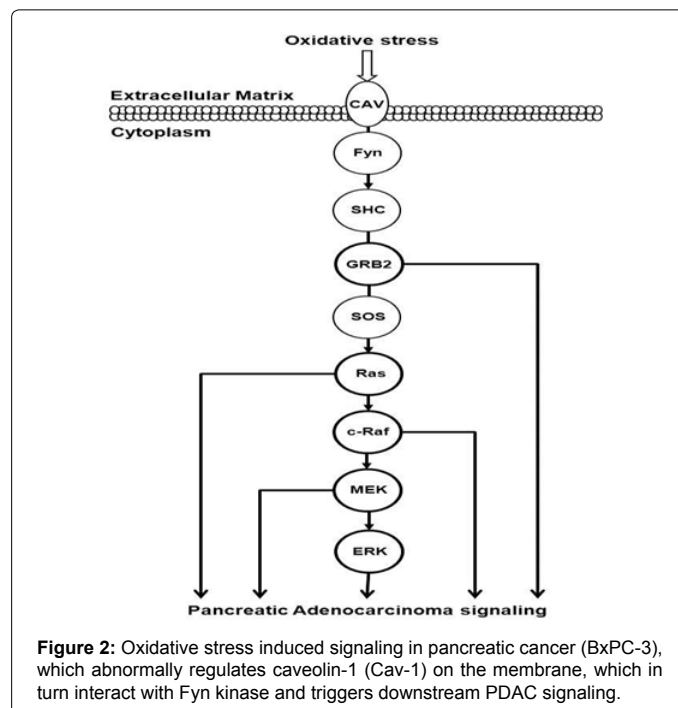 Oxidative stress
Extracellular Matrix
CAV
Cytoplasm
Fyn
SHC
GRB2
SOS
Ras
c-Raf
MEK
ERK
Pancreatic Adenocarcinoma signaling
Figure 2: Oxidative stress induced signaling in pancreatic cancer (BxPC-3),
which abnormally regulates caveolin-1 (Cav-1) on the membrane, which in
turn interact with Fyn kinase and triggers downstream PDAC signaling.